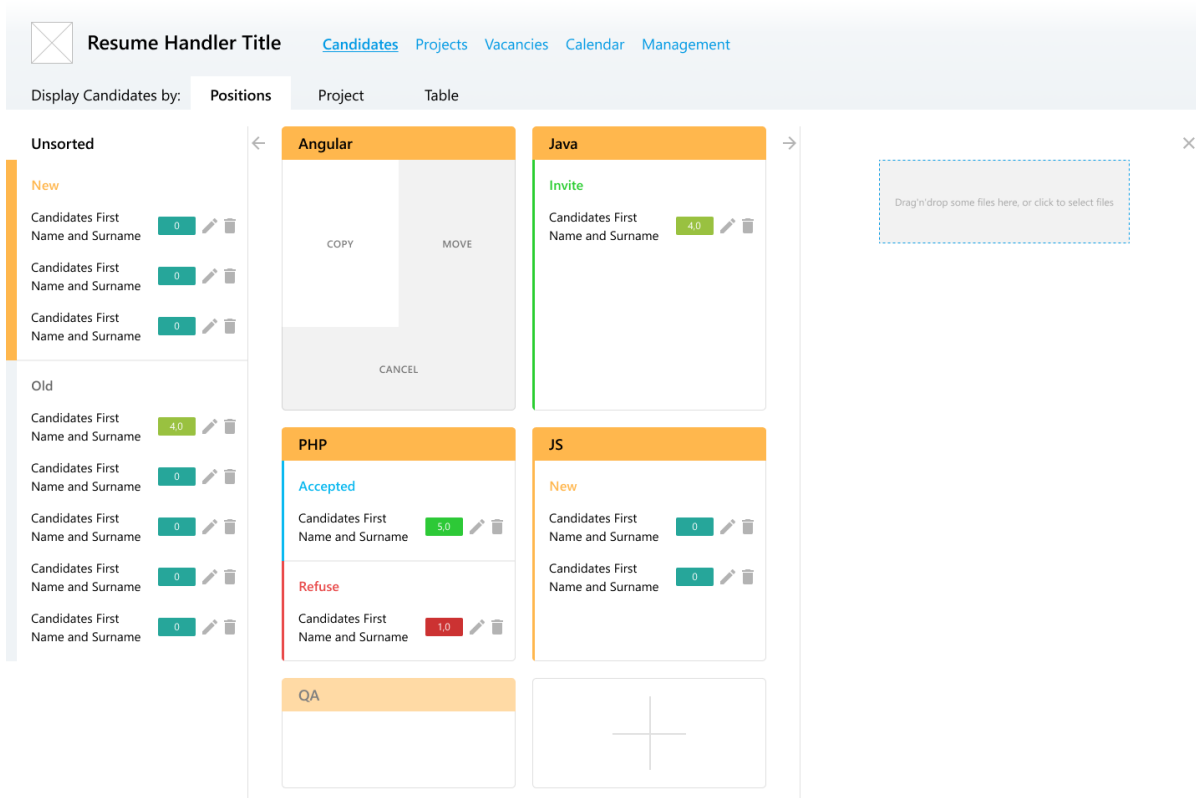 Resume Handler Title
Candidates Projects Vacancies Calendar Management
Display Candidates by: Positions Project Table
Unsorted
New
Candidates First
Name and Surname
0
Candidates First
Name and Surname
0
Candidates First
Name and Surname
0
Old
Candidates First
Name and Surname
4,0
Candidates First
Name and Surname
0
Candidates First
Name and Surname
0
Candidates First
Name and Surname
0
Candidates First
Name and Surname
0
Angular
COPY
MOVE
CANCEL
Java
Invite
Candidates First
Name and Surname
4,0
PHP
Accepted
Candidates First
Name and Surname
5,0
Refuse
Candidates First
Name and Surname
1,0
JS
New
Candidates First
Name and Surname
0
Candidates First
Name and Surname
0
QA
Drag'n'drop some files here, or click to select files